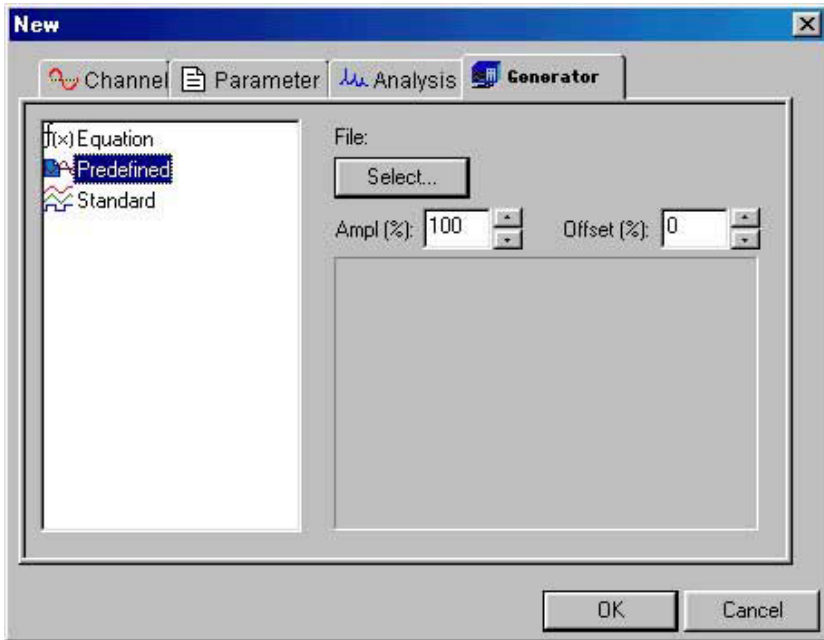 New
Channel Parameter Analysis Generator
f(x) Equation
Predefined
Standard
File:
Select...
Ampl (%): 100 Offset (%): 0
OK Cancel